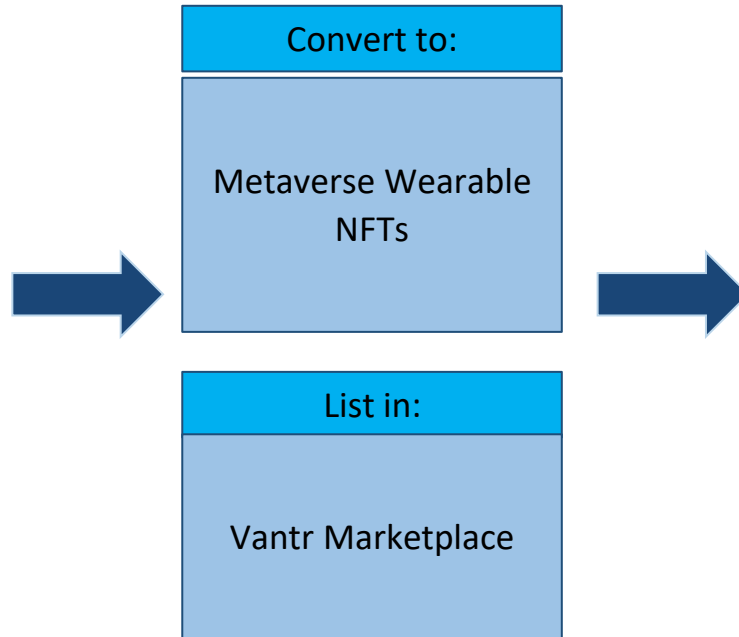 Convert to:
Metaverse Wearable
NFTs
List in:
Vantr Marketplace